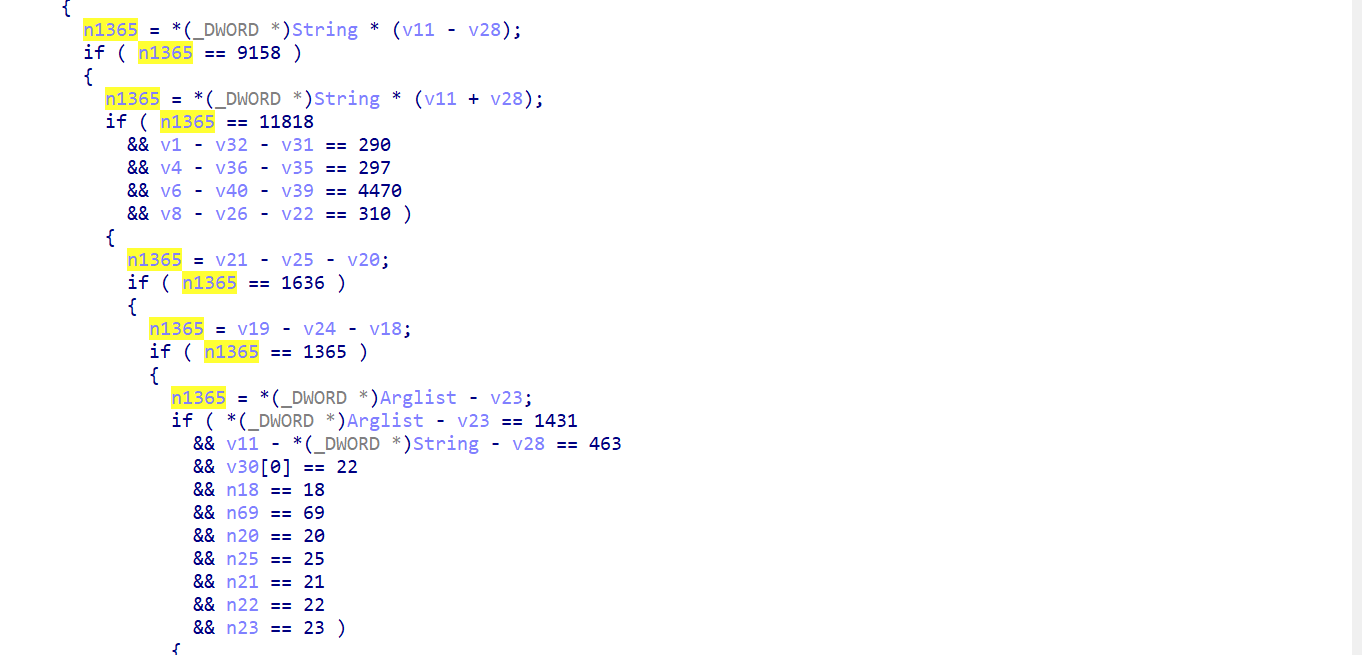 {
n1365 = *(_DWORD *)String * (v11 - v28);
if ( n1365 == 9158 )
{
n1365 = *(_DWORD *)String * (v11 + v28);
if ( n1365 == 11818
&& v1 - v32 - v31 == 290
&& v4 - v36 - v35 == 297
&& v6 - v40 - v39 == 4470
&& v8 - v26 - v22 == 310 )
{
n1365 = v21 - v25 - v20;
if ( n1365 == 1636 )
{
n1365 = v19 - v24 - v18;
if ( n1365 == 1365 )
{
n1365 = *(_DWORD *)Arglist - v23;
if ( *(_DWORD *)Arglist - v23 == 1431
&& v11 - *(_DWORD *)String - v28 == 463
&& v30[0] == 22
&& n18 == 18
&& n69 == 69
&& n20 == 20
&& n25 == 25
&& n21 == 21
&& n22 == 22
&& n23 == 23 )
{